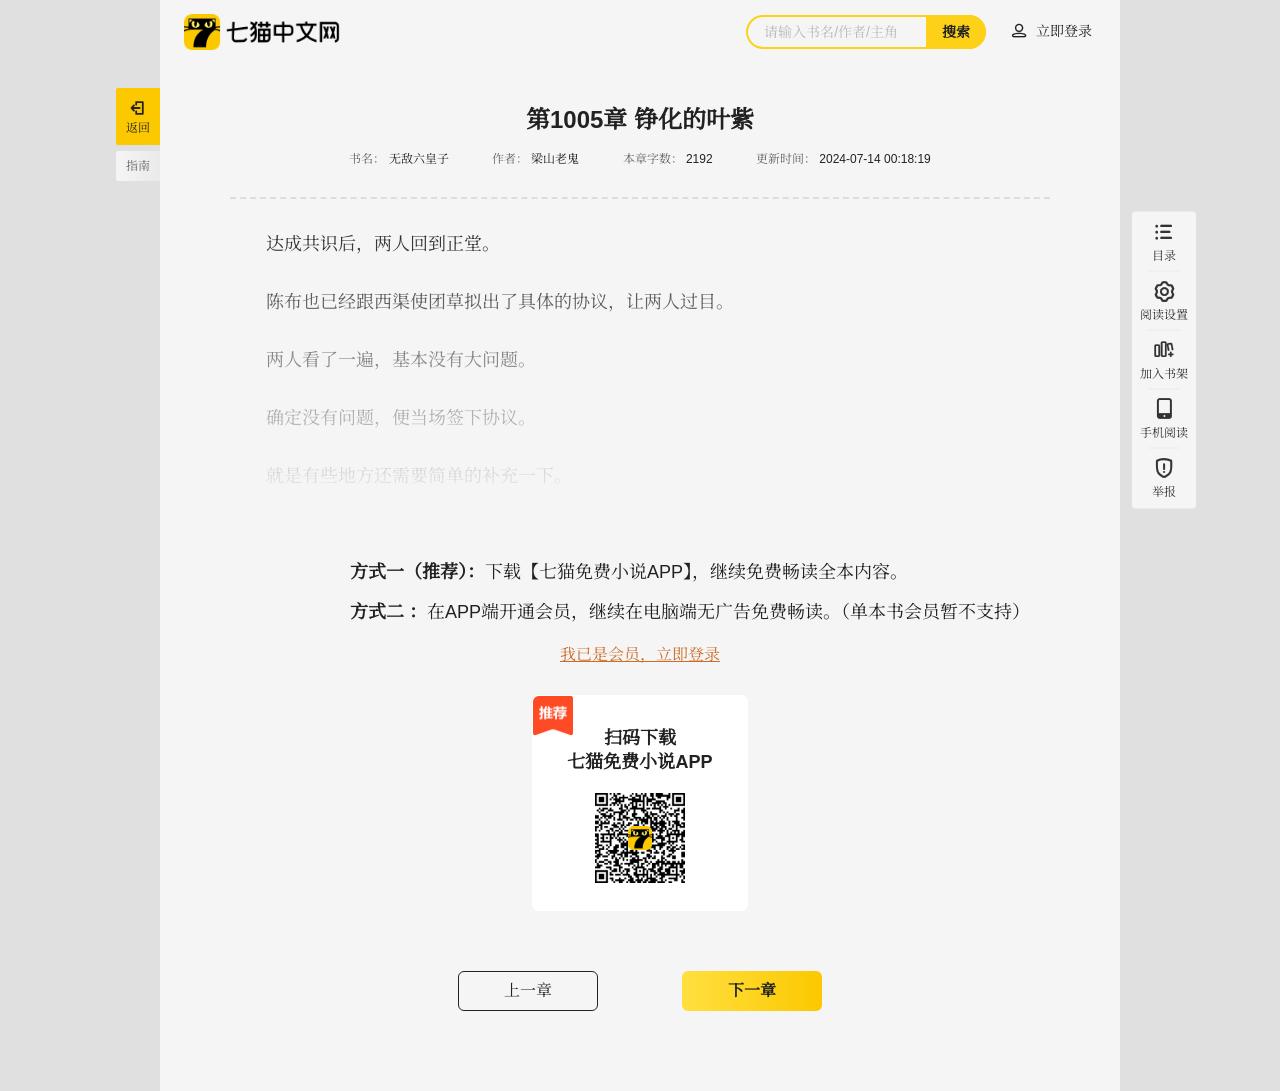 七猫中文网
请输入书名/作者/主角
搜索
立即登录
返回
指南
第1005章 铮化的叶紫
书名： 无敌六皇子 作者： 梁山老鬼 本章字数： 2192 更新时间： 2024-07-14 00:18:19
达成共识后，两人回到正堂。
陈布也已经跟西渠使团草拟出了具体的协议，让两人过目。
两人看了一遍，基本没有大问题。
确定没有问题，便当场签下协议。
就是有些地方还需要简单的补充一下。
目录
阅读设置
加入书架
手机阅读
举报
方式一（推荐）：下载【七猫免费小说APP】，继续免费畅读全本内容。
方式二 ：在APP端开通会员，继续在电脑端无广告免费畅读。（单本书会员暂不支持）
我已是会员，立即登录
推荐
扫码下载
七猫免费小说APP
上一章
下一章